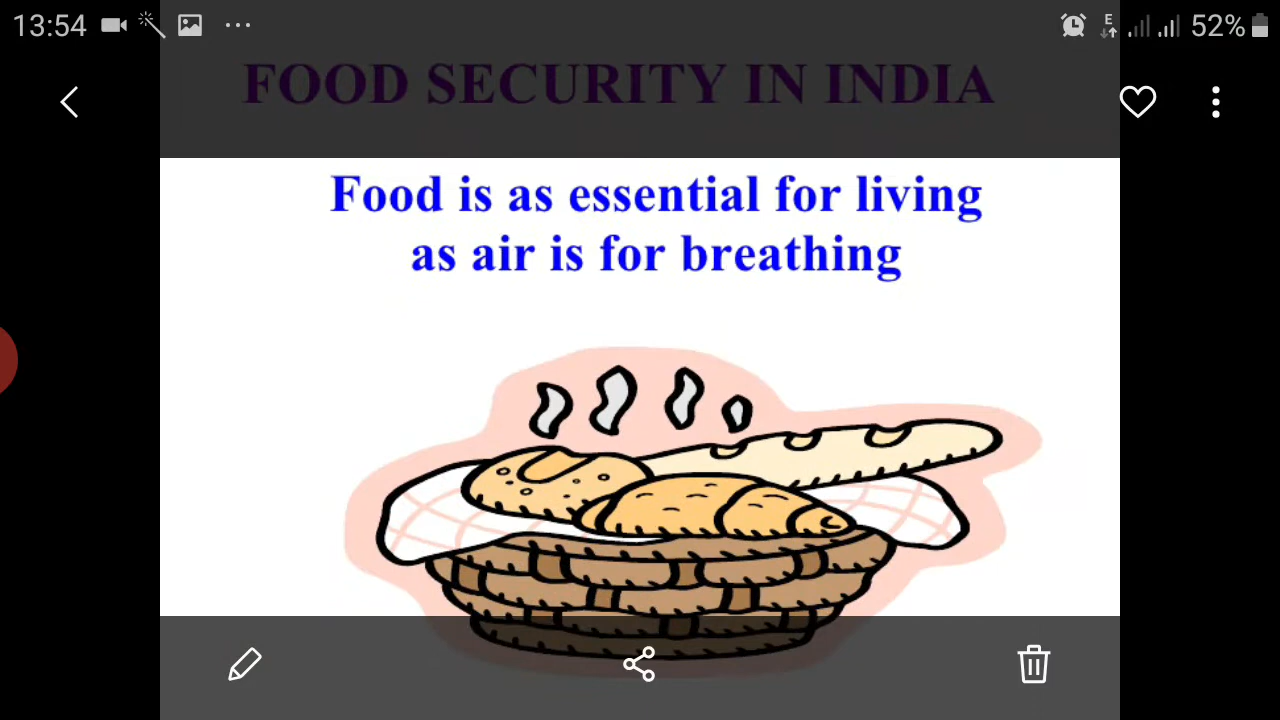 13:54
E
52%
FOOD SECURITY IN INDIA
Food is as essential for living
as air is for breathing